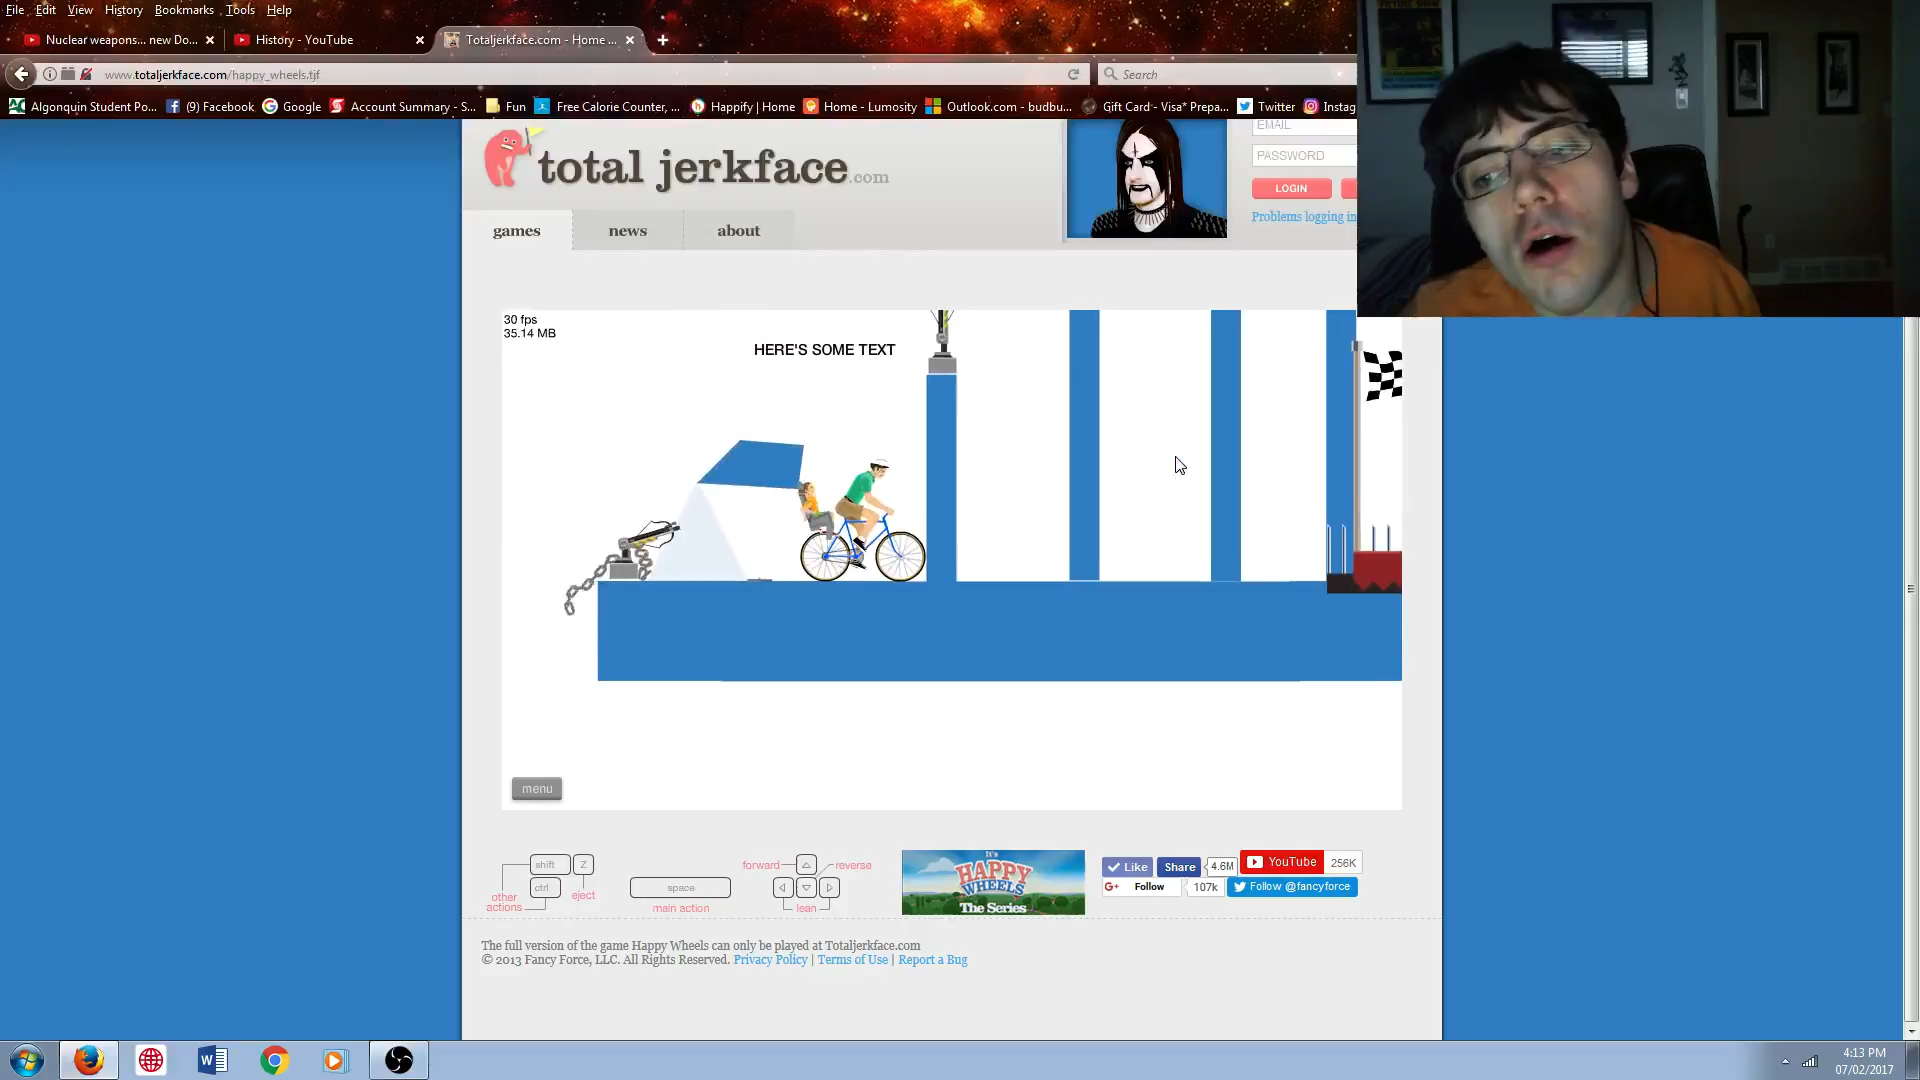 File Edit View History Bookmarks Tools Help
Nuclear weapons... new Do... History - YouTube Totaljerkface.com - Home ...
www.totaljerkface.com/happy_wheels.tjf Search
Algonquin Student Po... (9) Facebook Google Account Summary - S... Fun Free Calorie Counter, ... Happify | Home Home - Lumosity Outlook.com - budbu... Gift Card - Visa* Prepa... Twitter Instag
EMAIL
total jerkface.com
PASSWORD
LOGIN
Problems logging in
games news about
30 fps
35.14 MB
HERE'S SOME TEXT
menu
shift Z
ctrl
eject
other
actions
space
main action
forward reverse
lean
It's
HAPPY
WHEELS
The Series
Like Share 4.6M YouTube 256K
G+ Follow 107k Follow @fancyforce
The full version of the game Happy Wheels can only be played at Totaljerkface.com
© 2013 Fancy Force, LLC. All Rights Reserved. Privacy Policy | Terms of Use | Report a Bug
4:13 PM
07/02/2017